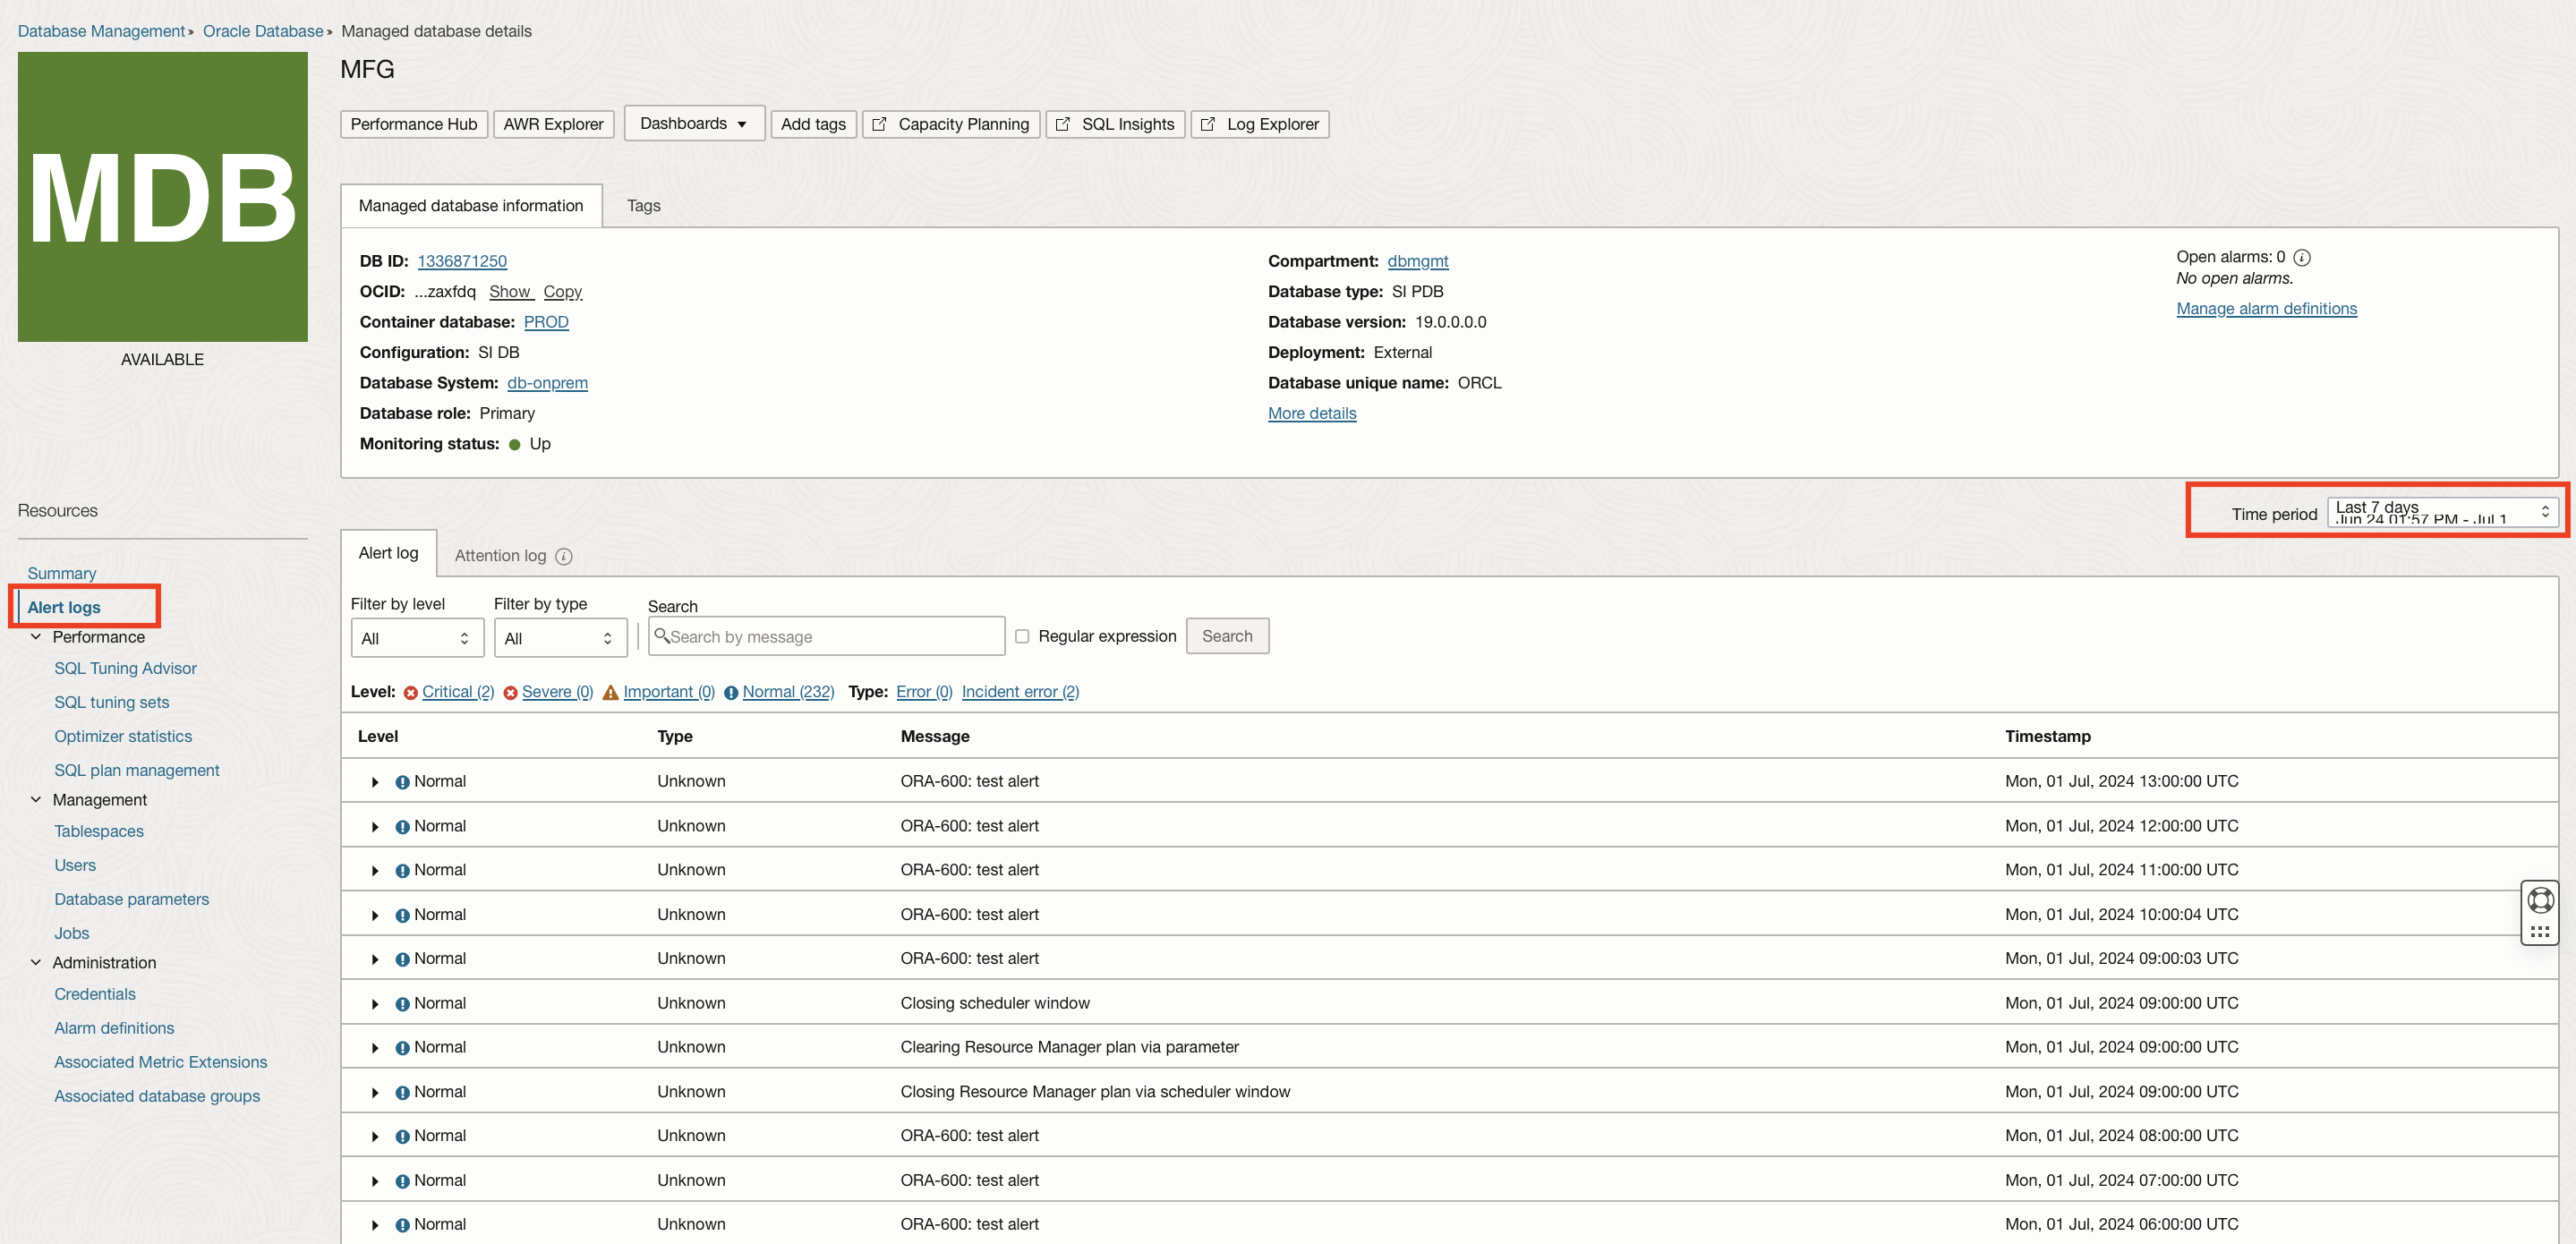 Database Management » Oracle Database » Managed database details
MDB
AVAILABLE
MFG
Performance Hub AWR Explorer Dashboards Add tags Capacity Planning SQL Insights Log Explorer
Managed database information Tags
DB ID: 1336871250
OCID: ...zaxfdq Show Copy
Container database: PROD
Configuration: SI DB
Database System: db-onprem
Database role: Primary
Monitoring status: Up
Compartment: dbmgmt
Database type: SI PDB
Database version: 19.0.0.0.0
Deployment: External
Database unique name: ORCL
More details
Open alarms: 0
No open alarms.
Manage alarm definitions
Resources
Summary
Alert logs
Performance
SQL Tuning Advisor
SQL tuning sets
Optimizer statistics
SQL plan management
Management
Tablespaces
Users
Database parameters
Jobs
Administration
Credentials
Alarm definitions
Associated Metric Extensions
Associated database groups
Time period Last 7 days
Jun 24 01:57 PM - Jul 1
Alert log Attention log
Filter by level Filter by type Search
All All Search by message Regular expression Search
Level: Critical (2) Severe (0) Important (0) Normal (232) Type: Error (0) Incident error (2)
Level Type Message Timestamp
Normal Unknown ORA-600: test alert Mon, 01 Jul, 2024 13:00:00 UTC
Normal Unknown ORA-600: test alert Mon, 01 Jul, 2024 12:00:00 UTC
Normal Unknown ORA-600: test alert Mon, 01 Jul, 2024 11:00:00 UTC
Normal Unknown ORA-600: test alert Mon, 01 Jul, 2024 10:00:04 UTC
Normal Unknown ORA-600: test alert Mon, 01 Jul, 2024 09:00:03 UTC
Normal Unknown Closing scheduler window Mon, 01 Jul, 2024 09:00:00 UTC
Normal Unknown Clearing Resource Manager plan via parameter Mon, 01 Jul, 2024 09:00:00 UTC
Normal Unknown Closing Resource Manager plan via scheduler window Mon, 01 Jul, 2024 09:00:00 UTC
Normal Unknown ORA-600: test alert Mon, 01 Jul, 2024 08:00:00 UTC
Normal Unknown ORA-600: test alert Mon, 01 Jul, 2024 07:00:00 UTC
Normal Unknown ORA-600: test alert Mon, 01 Jul, 2024 06:00:00 UTC